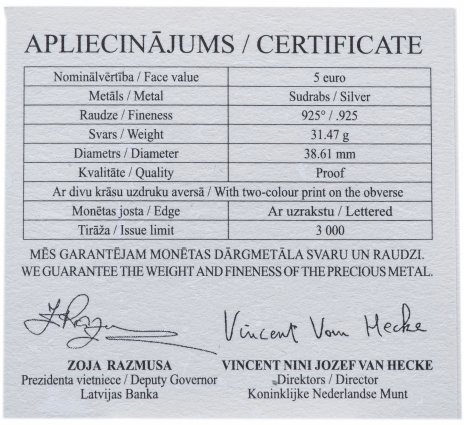 APLIECINĀJUMS / CERTIFICATE
Nominālvērtība / Face value 5 euro
Metāls / Metal Sudrabs / Silver
Raudze / Fineness 925° / .925
Svars / Weight 31.47 g
Diametrs / Diameter 38.61 mm
Kvalitāte / Quality Proof
Ar divu krāsu uzdruku aversā / With two-colour print on the obverse
Monētas josta / Edge Ar uzrakstu / Lettered
Tirāža / Issue limit 3 000
MĒS GARANTĒJAM MONĒTAS DĀRGMETĀLA SVARU UN RAUDZI.
WE GUARANTEE THE WEIGHT AND FINENESS OF THE PRECIOUS METAL.
Vincent Van Hecke
ZOJA RAZMUSA VINCENT NINI JOZEF VAN HECKE
Prezidenta vietniece / Deputy Governor Direktors / Director
Latvijas Banka Koninklijke Nederlandse Munt